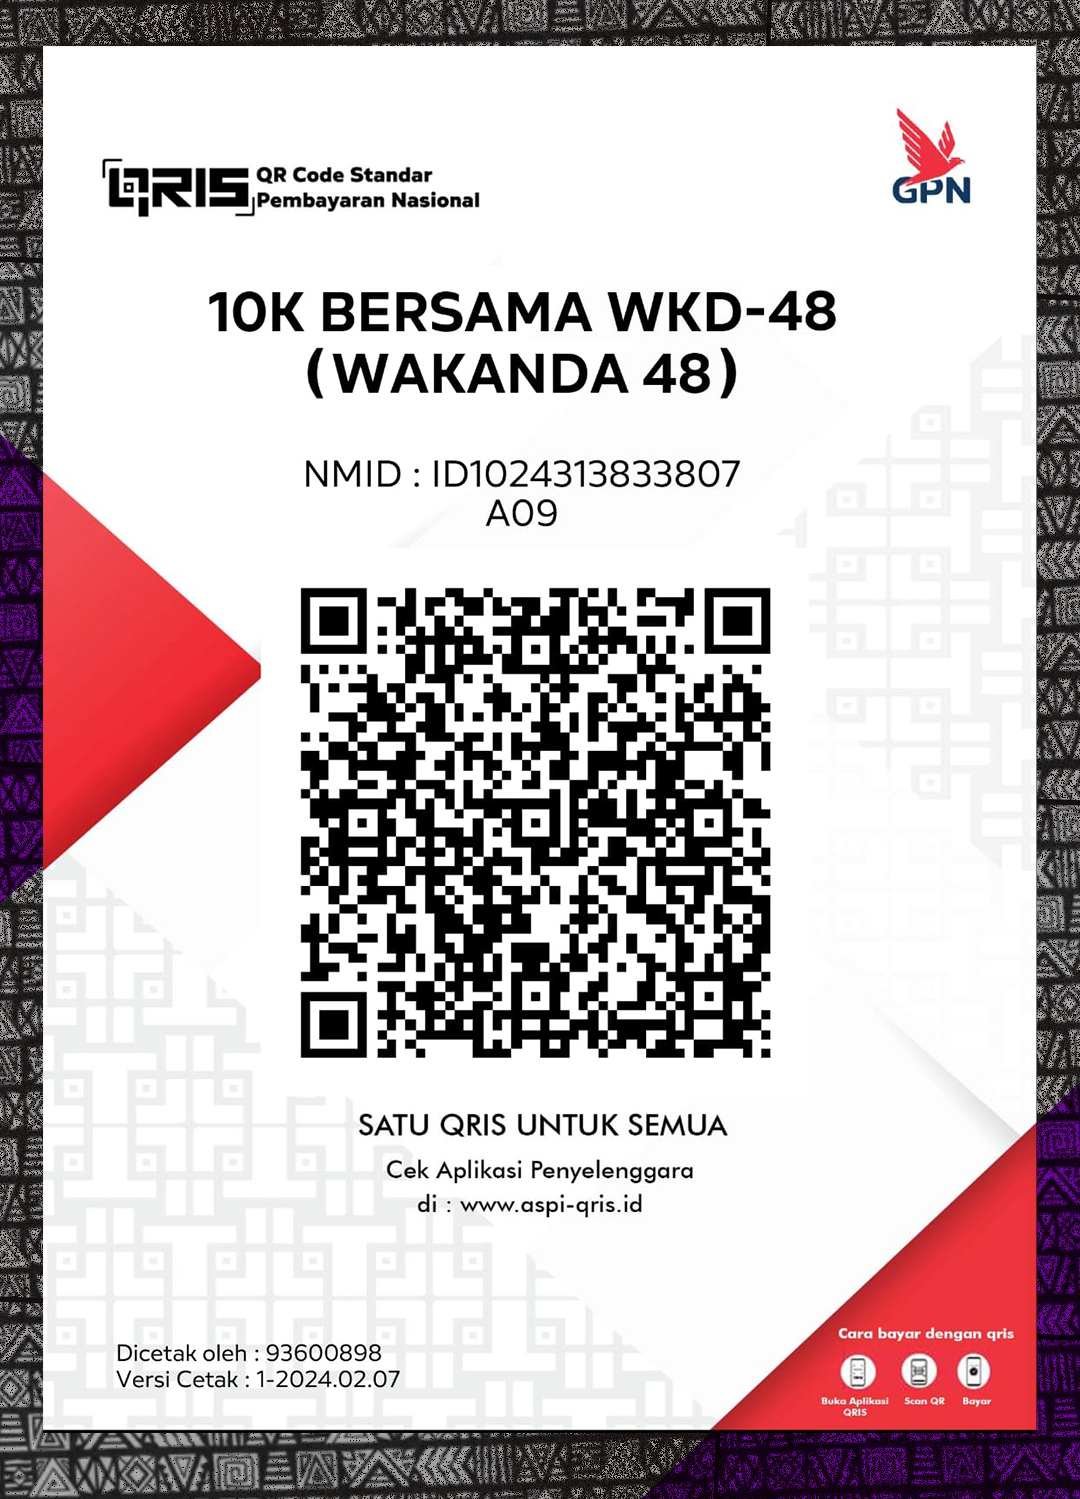 QRIS QR Code Standar
Pembayaran Nasional
GPN
10K BERSAMA WKD-48
(WAKANDA 48)
NMID : ID1024313833807
A09
SATU QRIS UNTUK SEMUA
Cek Aplikasi Penyelenggara
di : www.aspi-qris.id
Dicetak oleh : 93600898
Versi Cetak : 1-2024.02.07
Cara bayar dengan qris
Buka Aplikasi
QRIS
Scan QR
Bayar